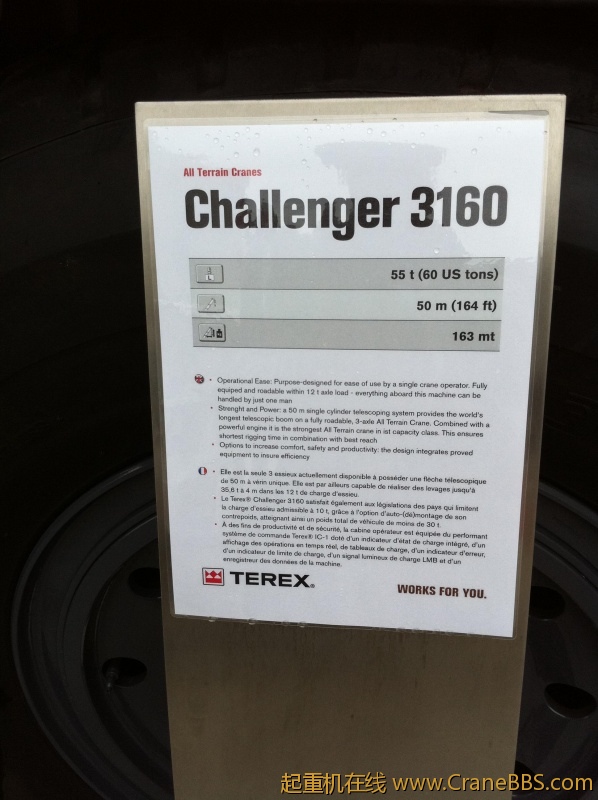 All Terrain Cranes
Challenger 3160
55 t (60 US tons)
50 m (164 ft)
163 mt
• Operational Ease: Purpose-designed for ease of use by a single crane operator. Fully
equiped and roadable within 12 t axle load - everything aboard this machine can be
handled by just one man
• Strenght and Power: a 50 m single cylinder telescoping system provides the world's
longest telescopic boom on a fully roadable, 3-axle All Terrain Crane. Combined with a
powerful engine it is the strongest All Terrain crane in ist capacity class. This ensures
shortest rigging time in combination with best reach
• Options to increase comfort, safety and productivity: the design integrates proved
equipment to insure efficiency
• Elle est la seule 3 essieux actuellement disponible à posséder une flèche télescopique
de 50 m à vérin unique. Elle est par ailleurs capable de réaliser des levages jusqu'à
35,6 t à 4 m dans les 12 t de charge d'essieu.
• Le Terex® Challenger 3160 satisfait également aux législations des pays qui limitent
la charge d'essieu admissible à 10 t, grâce à l'option d'auto-(dé)montage de son
contrepoids, atteignant ainsi un poids total de véhicule de moins de 30 t.
• À des fins de productivité et de sécurité, la cabine opérateur est équipée du performant
système de commande Terex® IC-1 doté d'un indicateur d'état de charge intégré, d'un
affichage des opérations en temps réel, de tableaux de charge, d'un indicateur d'erreur,
d'un indicateur de limite de charge, d'un signal lumineux de charge LMB et d'un
enregistreur des données de la machine.
TEREX®
WORKS FOR YOU.
起重机在线 www.CraneBBS.com